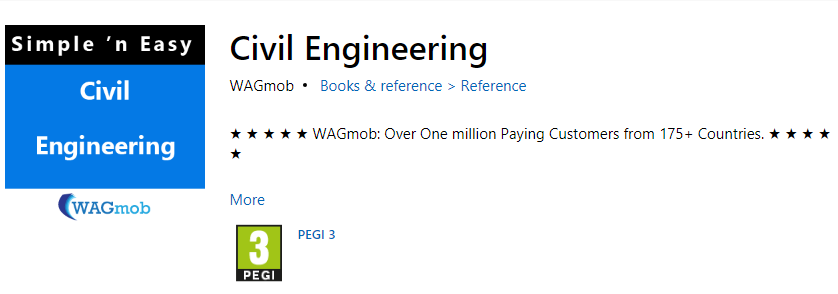 Simple 'n Easy
Civil
Engineering
WAGmob
Civil Engineering
WAGmob • Books & reference > Reference
★ ★ ★ ★ ★ WAGmob: Over One million Paying Customers from 175+ Countries. ★ ★ ★ ★
★
More
3
PEGI
PEGI 3